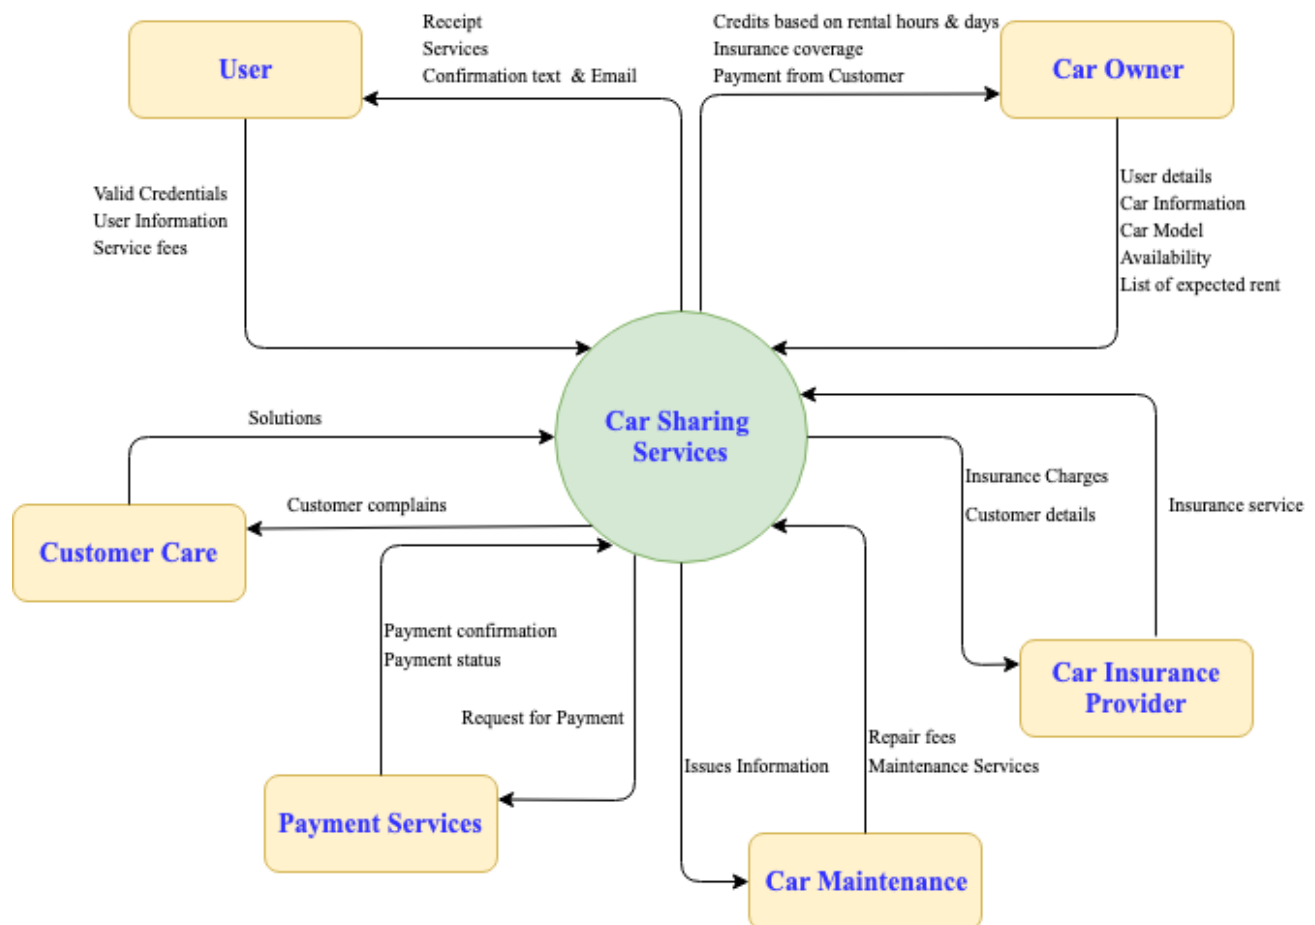 Receipt
Services
Confirmation text  & Email
Credits based on rental hours & days
Insurance coverage
Payment from Customer
User
Car Owner
Valid Credentials
User Information
Service fees
User details
Car Information
Car Model
Availability
List of expected rent
Car Sharing
Services
Solutions
Customer complains
Customer Care
Insurance Charges
Customer details
Insurance service
Payment confirmation
Payment status
Request for Payment
Car Insurance
Provider
Issues Information
Repair fees
Maintenance Services
Payment Services
Car Maintenance